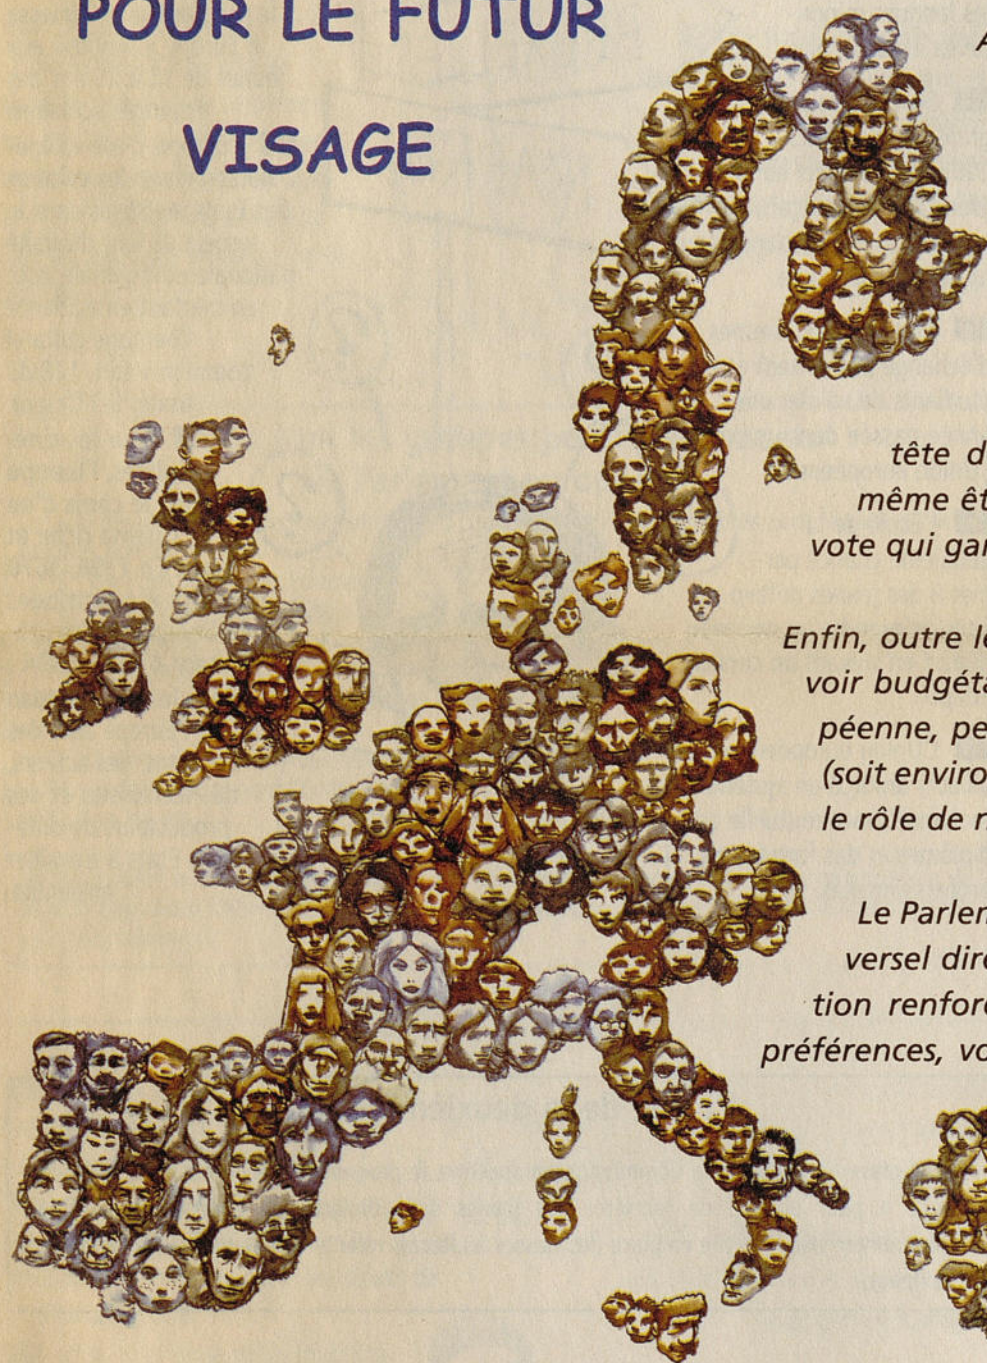 POUR LE FUTUR
VISAGE
A
tête d
même êt
vote qui gar
Enfin, outre le
voir budgéta
péenne, pe
(soit enviro
le rôle de
Le Parlem
versel dire
tion renforc
préférences, vo